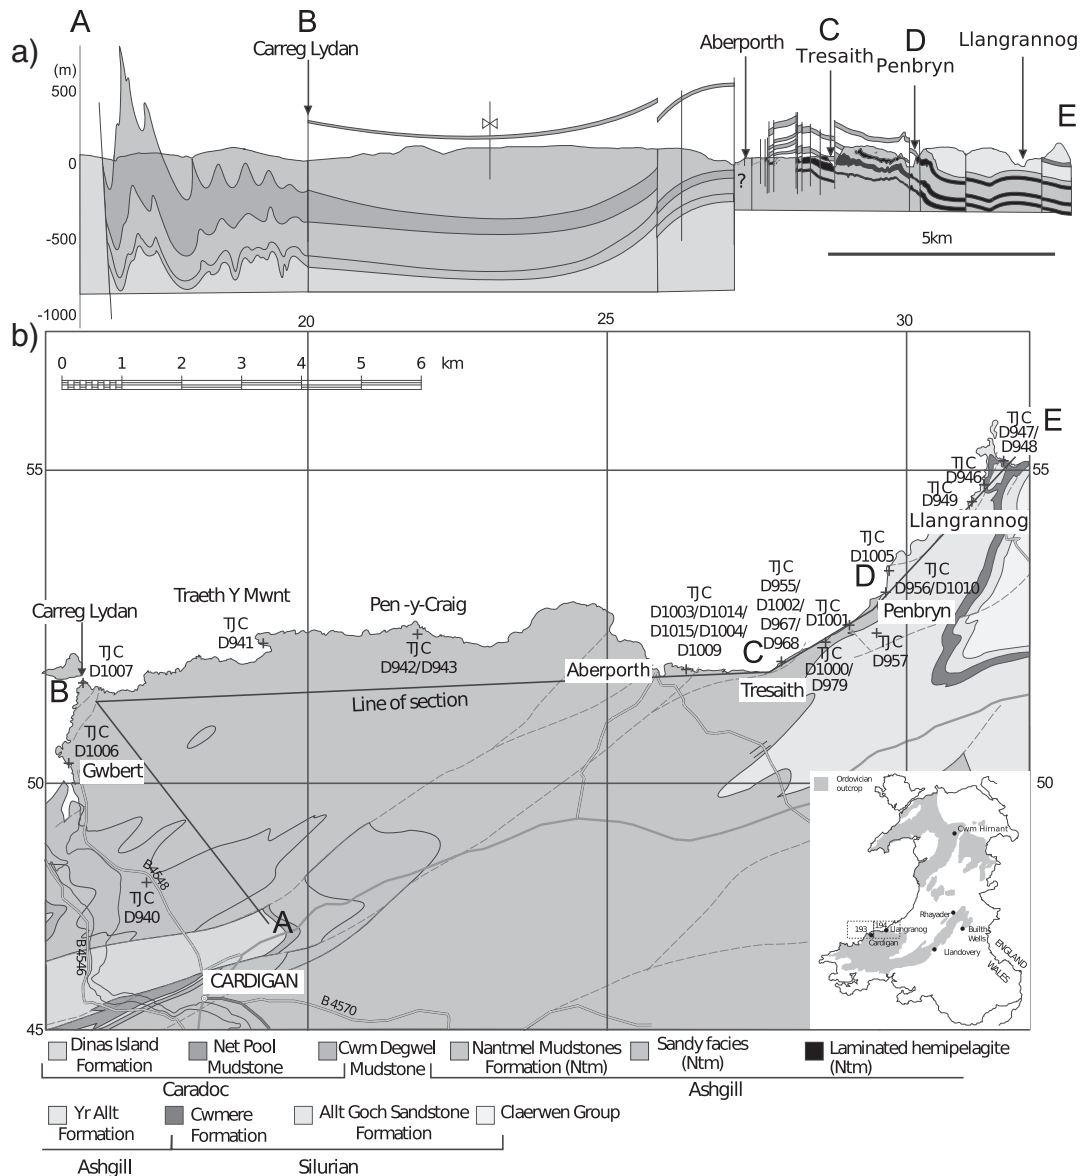 A
B
Aberporth
C
D
Llangrannog
a)
Carreg Lydan
Tresaith
Penbryn
(m)
500
E
0
?
-500
5km
-1000
b)
20
25
30
0 1 2 3 4 5 6 km
TJC
D947/
D948
E
55
TJC
D946
55
TJC
D949
Llangrannog
TJC
D1005
D
TJC
D956/D1010
Penbryn
TJC
D957
TJC
D955/
D1002/
D967/
D968
TJC
D1001
TJC
D1000/
D979
C
Tresaith
TJC
D1003/D1014/
D1015/D1004/
D1009
Aberporth
Pen -y-Craig
TJC
D942/D943
Traeth Y Mwnt
TJC
D941
Carreg Lydan
TJC
D1007
B
Line of section
TJC
D1006
Gwbert
50
50
B4548
TJC
D940
A
B4546
CARDIGAN
B4570
45
Ordovician
outcrop
Cwm Hirnant
Rhayader
193
194
Llangranog
Cardigan
Builth
Wells
Llandovery
ENGLAND
WALES
Dinas Island
Formation
Net Pool
Mudstone
Cwm Degwel
Mudstone
Nantmel Mudstones
Formation (Ntm)
Sandy facies
(Ntm)
Laminated hemipelagite
(Ntm)
Caradoc
Ashgill
Yr Allt
Formation
Cwmere
Formation
Allt Goch Sandstone
Formation
Claerwen Group
Ashgill
Silurian